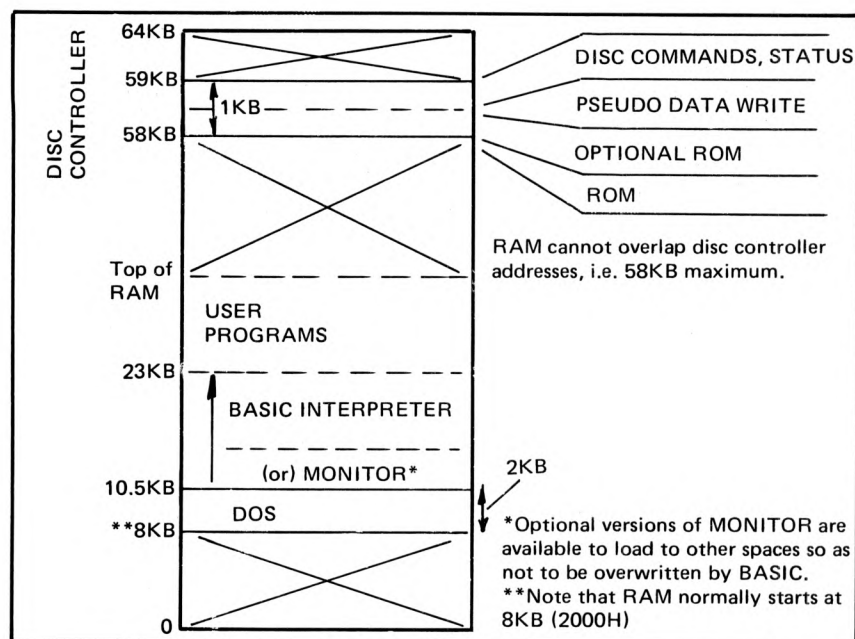 64KB
DISC COMMANDS, STATUS
59KB
1KB
PSEUDO DATA WRITE
58KB
OPTIONAL ROM
ROM
DISC
CONTROLLER
RAM cannot overlap disc controller
addresses, i.e. 58KB maximum.
Top of
RAM
USER
PROGRAMS
23KB
BASIC INTERPRETER
(or) MONITOR*
2KB
10.5KB
DOS
**8KB
*Optional versions of MONITOR are
available to load to other spaces so as
not to be overwritten by BASIC.
**Note that RAM normally starts at
8KB (2000H)
0